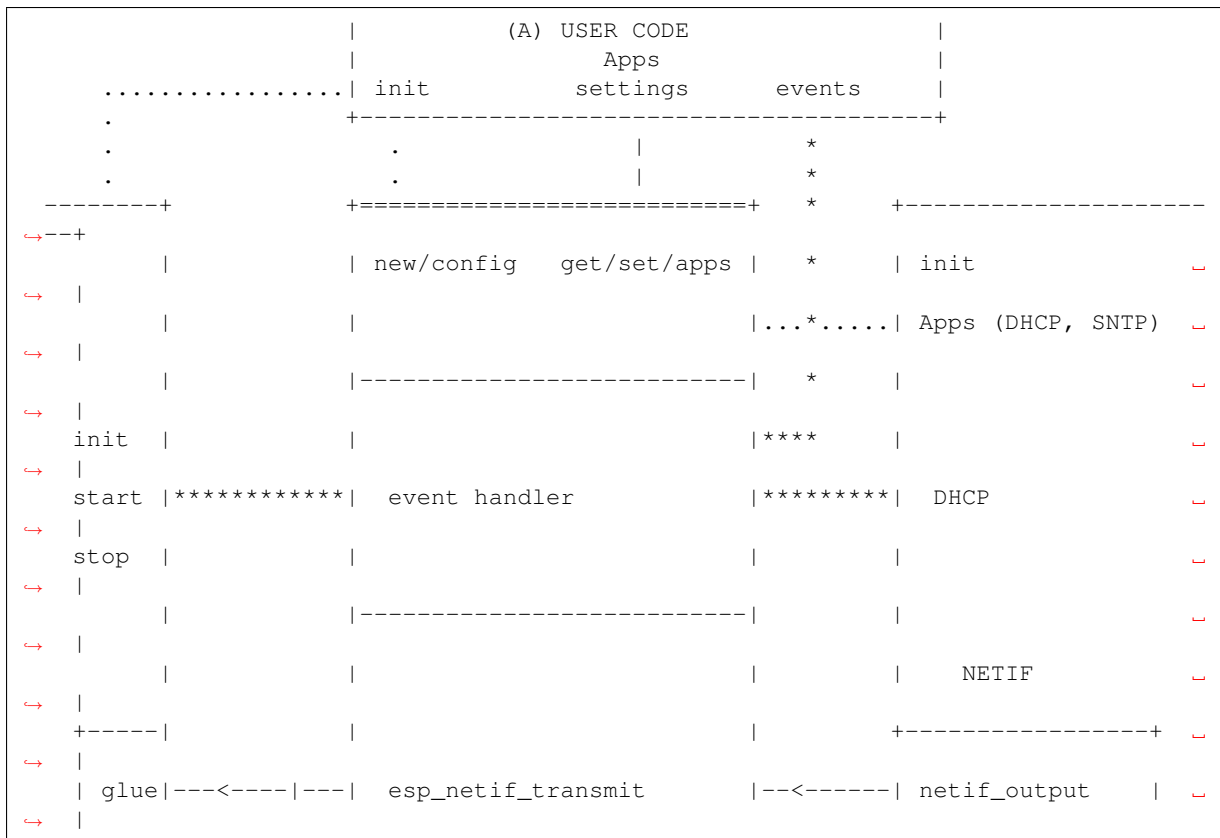 |          (A) USER CODE                 |
|                 Apps                   |
.................| init          settings      events     |
.                +----------------------------------------+
.                   .                |           *
.                   .                |           *
--------+            +===========================+   *     +---------------------
↪--+
|            | new/config   get/set/apps |   *     | init                ␣
↪  |
|            |                           |...*.....| Apps (DHCP, SNTP)   ␣
↪  |
|            |---------------------------|   *     |                     ␣
↪  |
init  |            |                           |****     |                     ␣
↪  |
start |************|  event handler            |*********|  DHCP               ␣
↪  |
stop  |            |                           |         |                     ␣
↪  |
|            |---------------------------|         |                     ␣
↪  |
|            |                           |         |    NETIF            ␣
↪  |
+-----|            |                           |         +-----------------+   ␣
↪  |
| glue|---<----|---|  esp_netif_transmit       |--<------| netif_output    |   ␣
↪  |